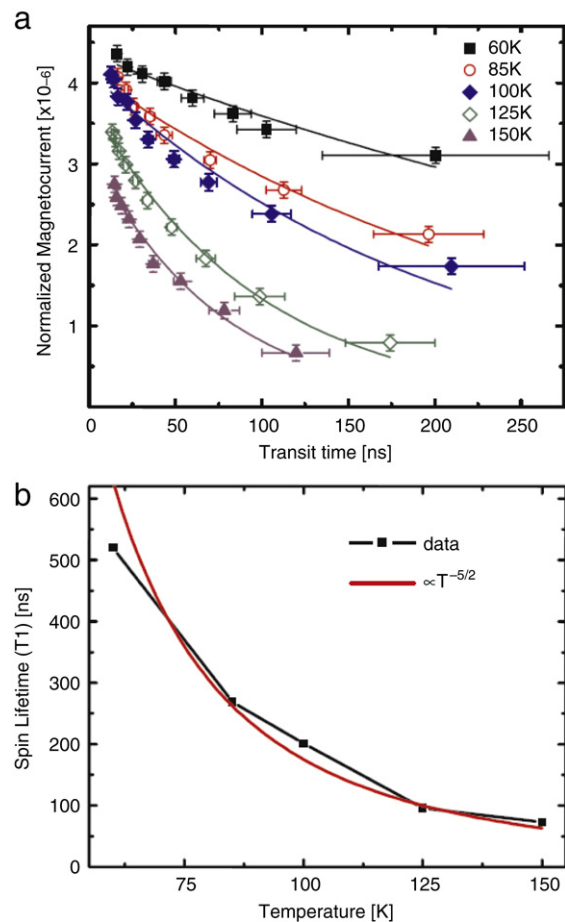 a
Normalized Magnetocurrent [x10−6]
4
3
2
1
60K
85K
100K
125K
150K
0 50 100 150 200 250
Transit time [ns]
b
Spin Lifetime (T1) [ns]
600
500
400
300
200
100
0
data
∝T−5/2
75 100 125 150
Temperature [K]